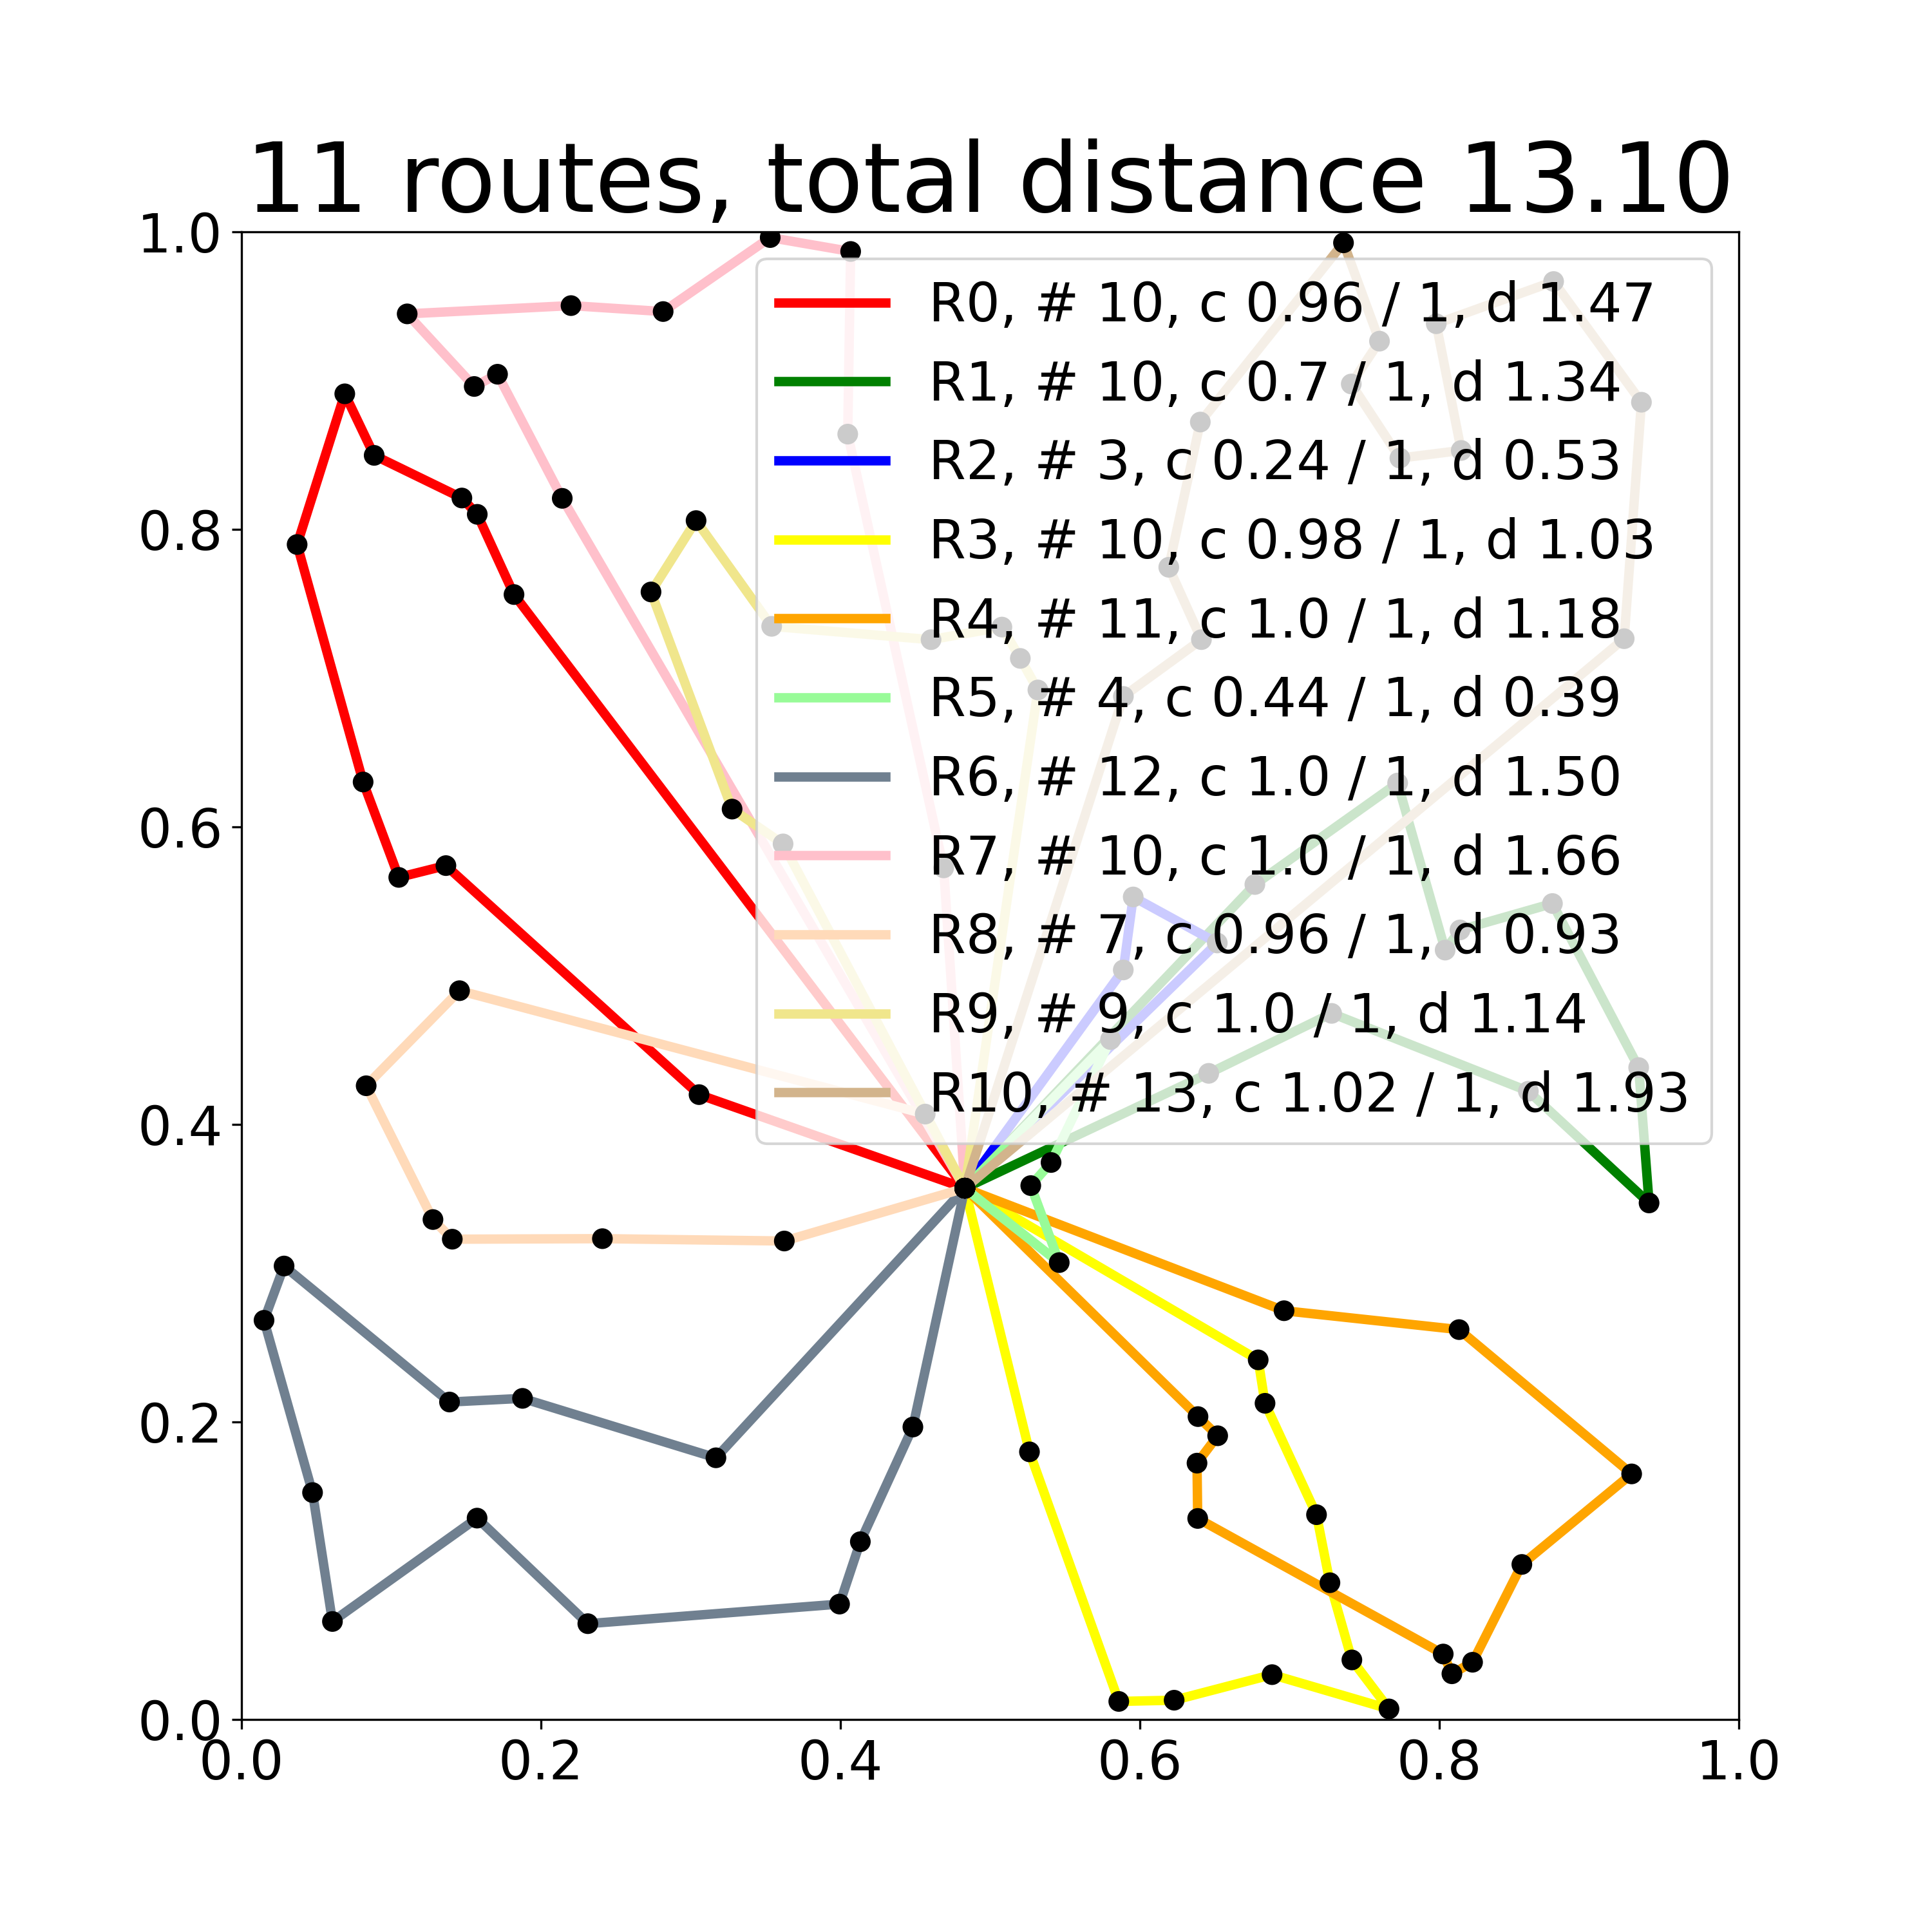 11 routes, total distance 13.10
1.0
0.8
0.6
0.4
0.2
0.0
R0, # 10, c 0.96 / 1, d 1.47
R1, # 10, c 0.7 / 1, d 1.34
R2, # 3, c 0.24 / 1, d 0.53
R3, # 10, c 0.98 / 1, d 1.03
R4, # 11, c 1.0 / 1, d 1.18
R5, # 4, c 0.44 / 1, d 0.39
R6, # 12, c 1.0 / 1, d 1.50
R7, # 10, c 1.0 / 1, d 1.66
R8, # 7, c 0.96 / 1, d 0.93
R9, # 9, c 1.0 / 1, d 1.14
R10, # 13, c 1.02 / 1, d 1.93
0.0 0.2 0.4 0.6 0.8 1.0